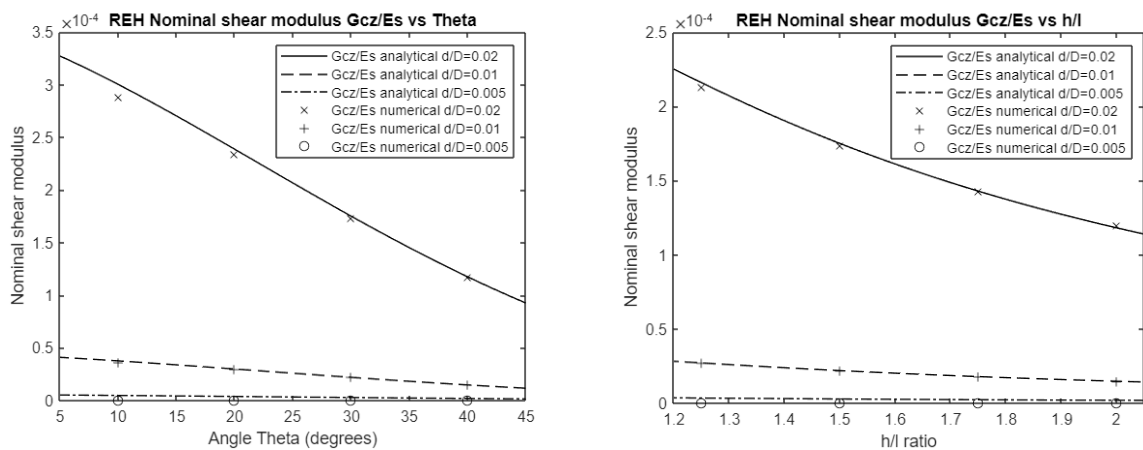 REH Nominal shear modulus Gcz/Es vs Theta
×10-4
3.5
3
2.5
2
1.5
1
0.5
0
Nominal shear modulus
Gcz/Es analytical d/D=0.02
Gcz/Es analytical d/D=0.01
Gcz/Es analytical d/D=0.005
Gcz/Es numerical d/D=0.02
Gcz/Es numerical d/D=0.01
Gcz/Es numerical d/D=0.005
5 10 15 20 25 30 35 40 45
Angle Theta (degrees)
REH Nominal shear modulus Gcz/Es vs h/l
×10-4
2.5
2
1.5
1
0.5
0
Nominal shear modulus
Gcz/Es analytical d/D=0.02
Gcz/Es analytical d/D=0.01
Gcz/Es analytical d/D=0.005
Gcz/Es numerical d/D=0.02
Gcz/Es numerical d/D=0.01
Gcz/Es numerical d/D=0.005
1.2 1.3 1.4 1.5 1.6 1.7 1.8 1.9 2
h/l ratio